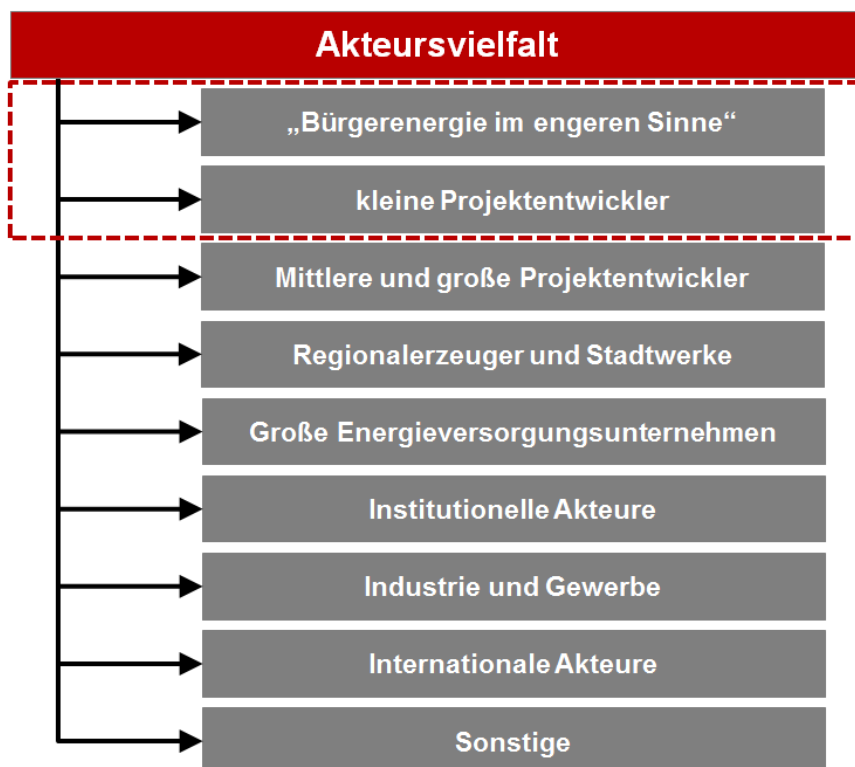 Akteursvielfalt
„Bürgerenergie im engeren Sinne“
kleine Projektentwickler
Mittlere und große Projektentwickler
Regionalerzeuger und Stadtwerke
Große Energieversorgungsunternehmen
Institutionelle Akteure
Industrie und Gewerbe
Internationale Akteure
Sonstige